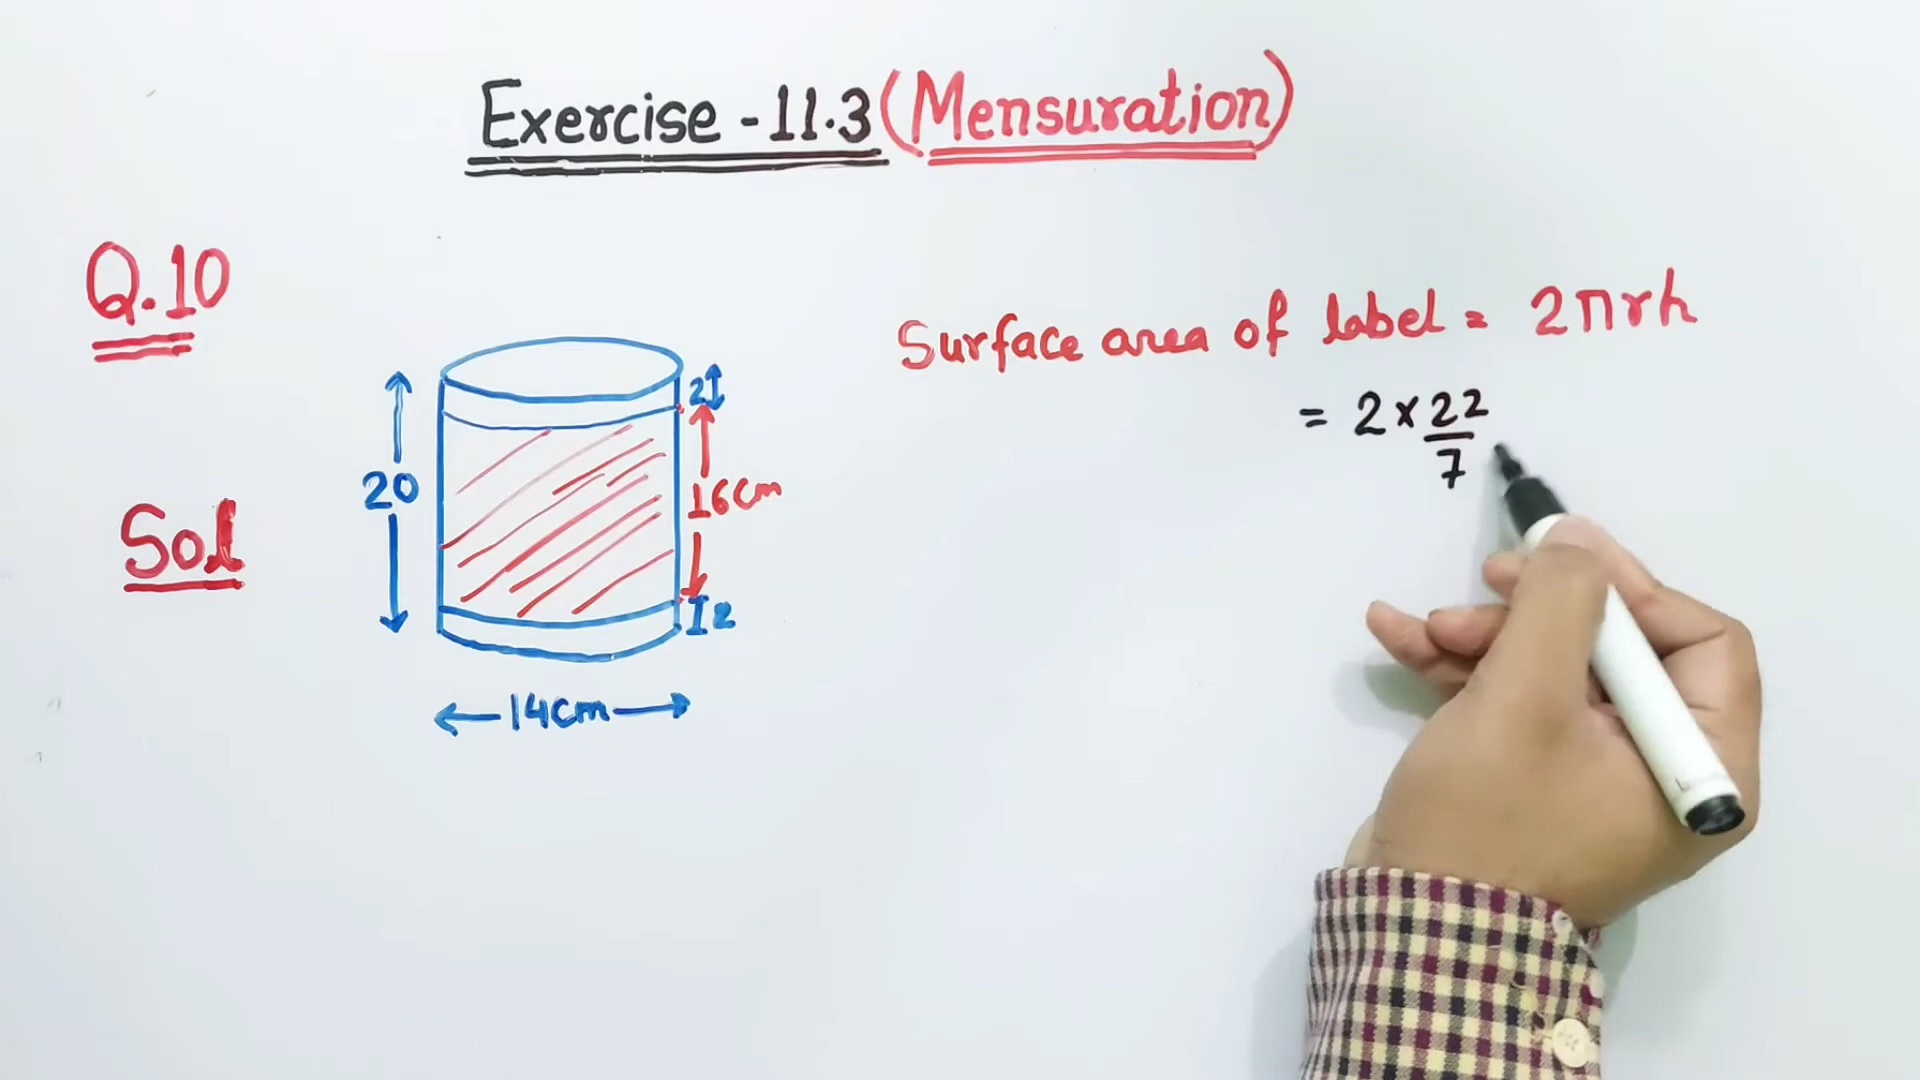 Exercise - 11.3 (Mensuration)
Q.10
Surface area of label = 2πrh
= 2 × 22/7
2
20
16cm
Sol
2
14cm